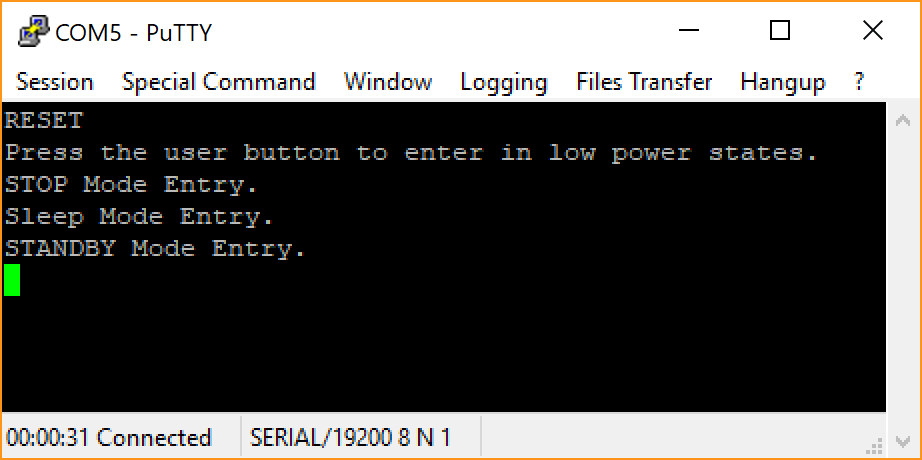 COM5 - PuTTY
Session Special Command Window Logging Files Transfer Hangup ?
RESET
Press the user button to enter in low power states.
STOP Mode Entry.
Sleep Mode Entry.
STANDBY Mode Entry.
00:00:31 Connected SERIAL/19200 8 N 1